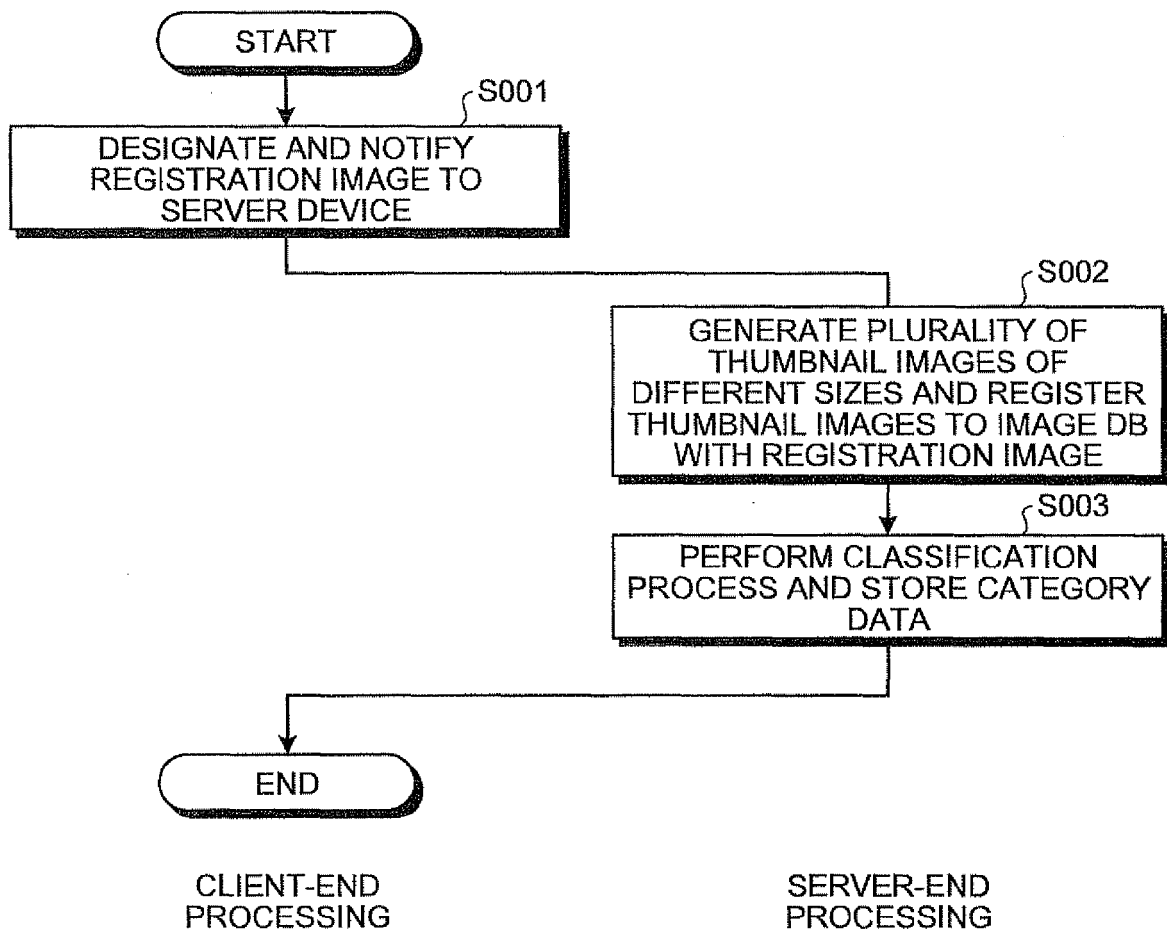 START
S001
DESIGNATE AND NOTIFY
REGISTRATION IMAGE TO
SERVER DEVICE
S002
GENERATE PLURALITY OF
THUMBNAIL IMAGES OF
DIFFERENT SIZES AND REGISTER
THUMBNAIL IMAGES TO IMAGE DB
WITH REGISTRATION IMAGE
S003
PERFORM CLASSIFICATION
PROCESS AND STORE CATEGORY
DATA
END
CLIENT-END
PROCESSING
SERVER-END
PROCESSING